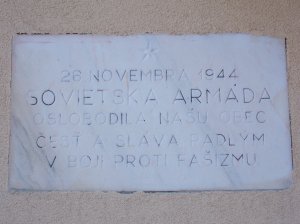 26 NOVEMBRA 1944
SOVIETSKA ARMÁDA
OSLOBODILA NAŠU OBEC
ČESŤ A SLÁVA PADLÝM
V BOJI PROTI FAŠIZMU